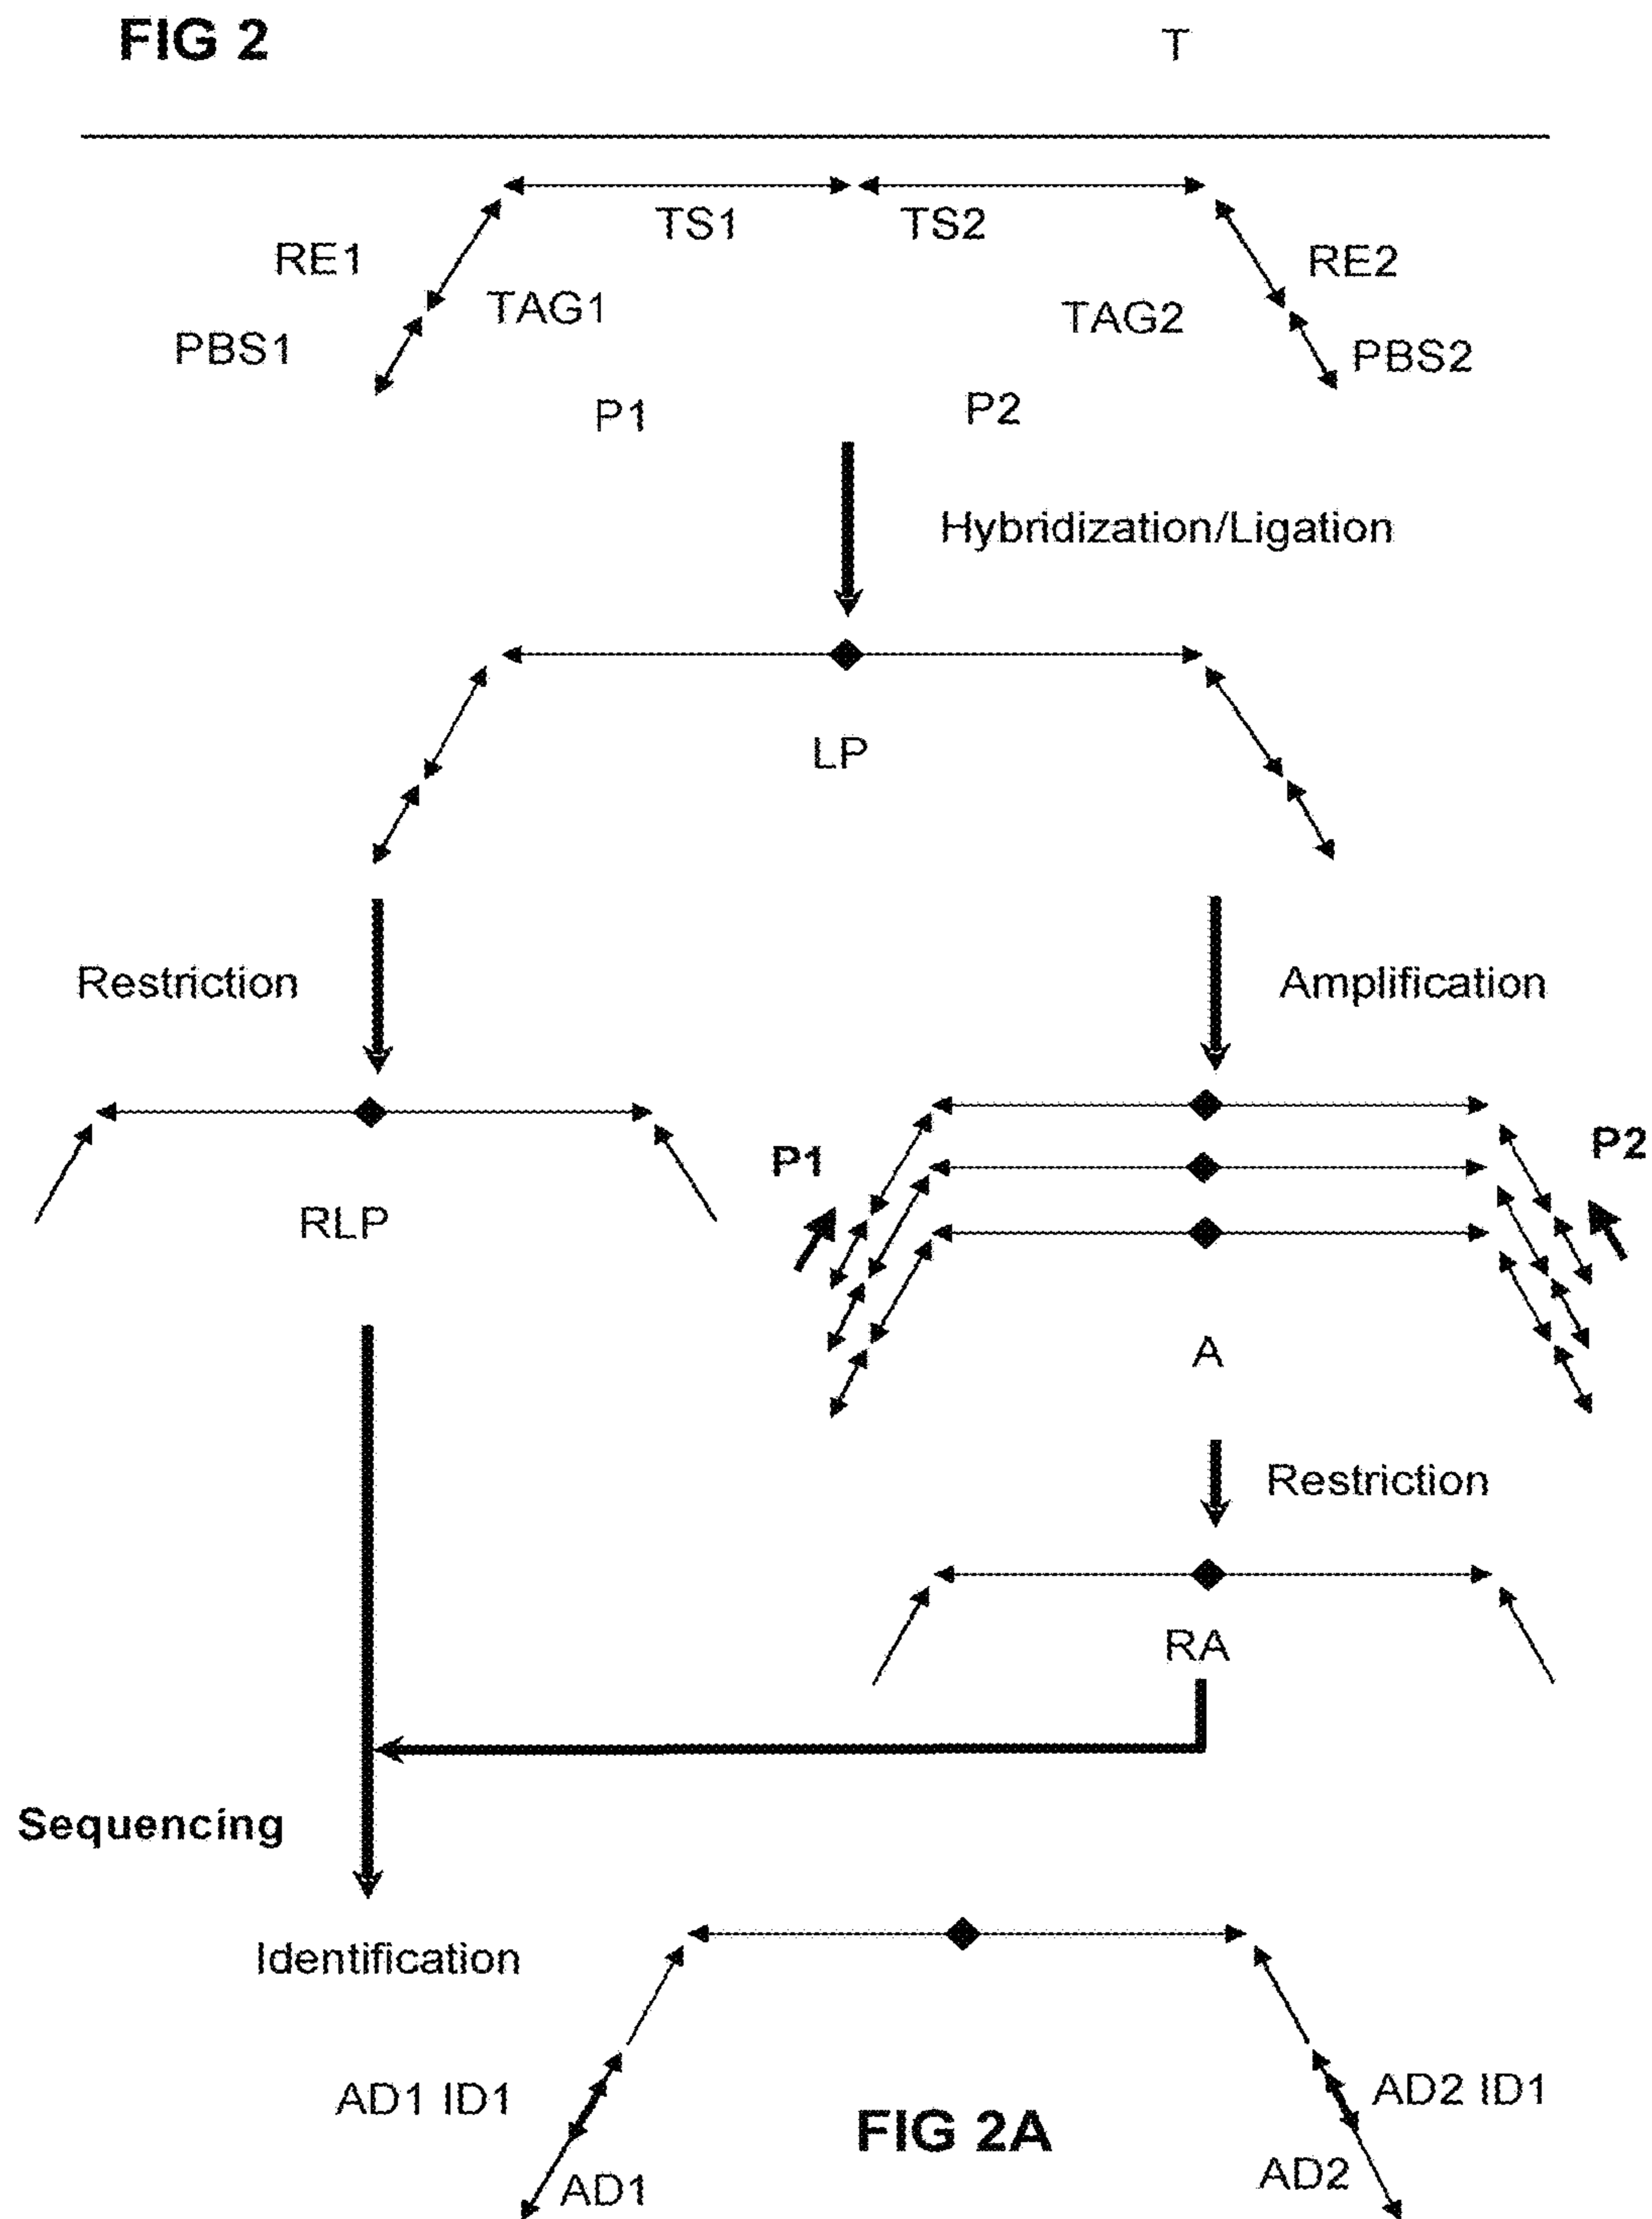 FIG 2
T
TS1 TS2
RE1 RE2
TAG1 TAG2
PBS1 PBS2
P1 P2
Hybridization/Ligation
LP
Restriction Amplification
P1 P2
RLP
A
Restriction
RA
Sequencing
Identification
AD1 ID1 AD2 ID1
FIG 2A
AD1 AD2